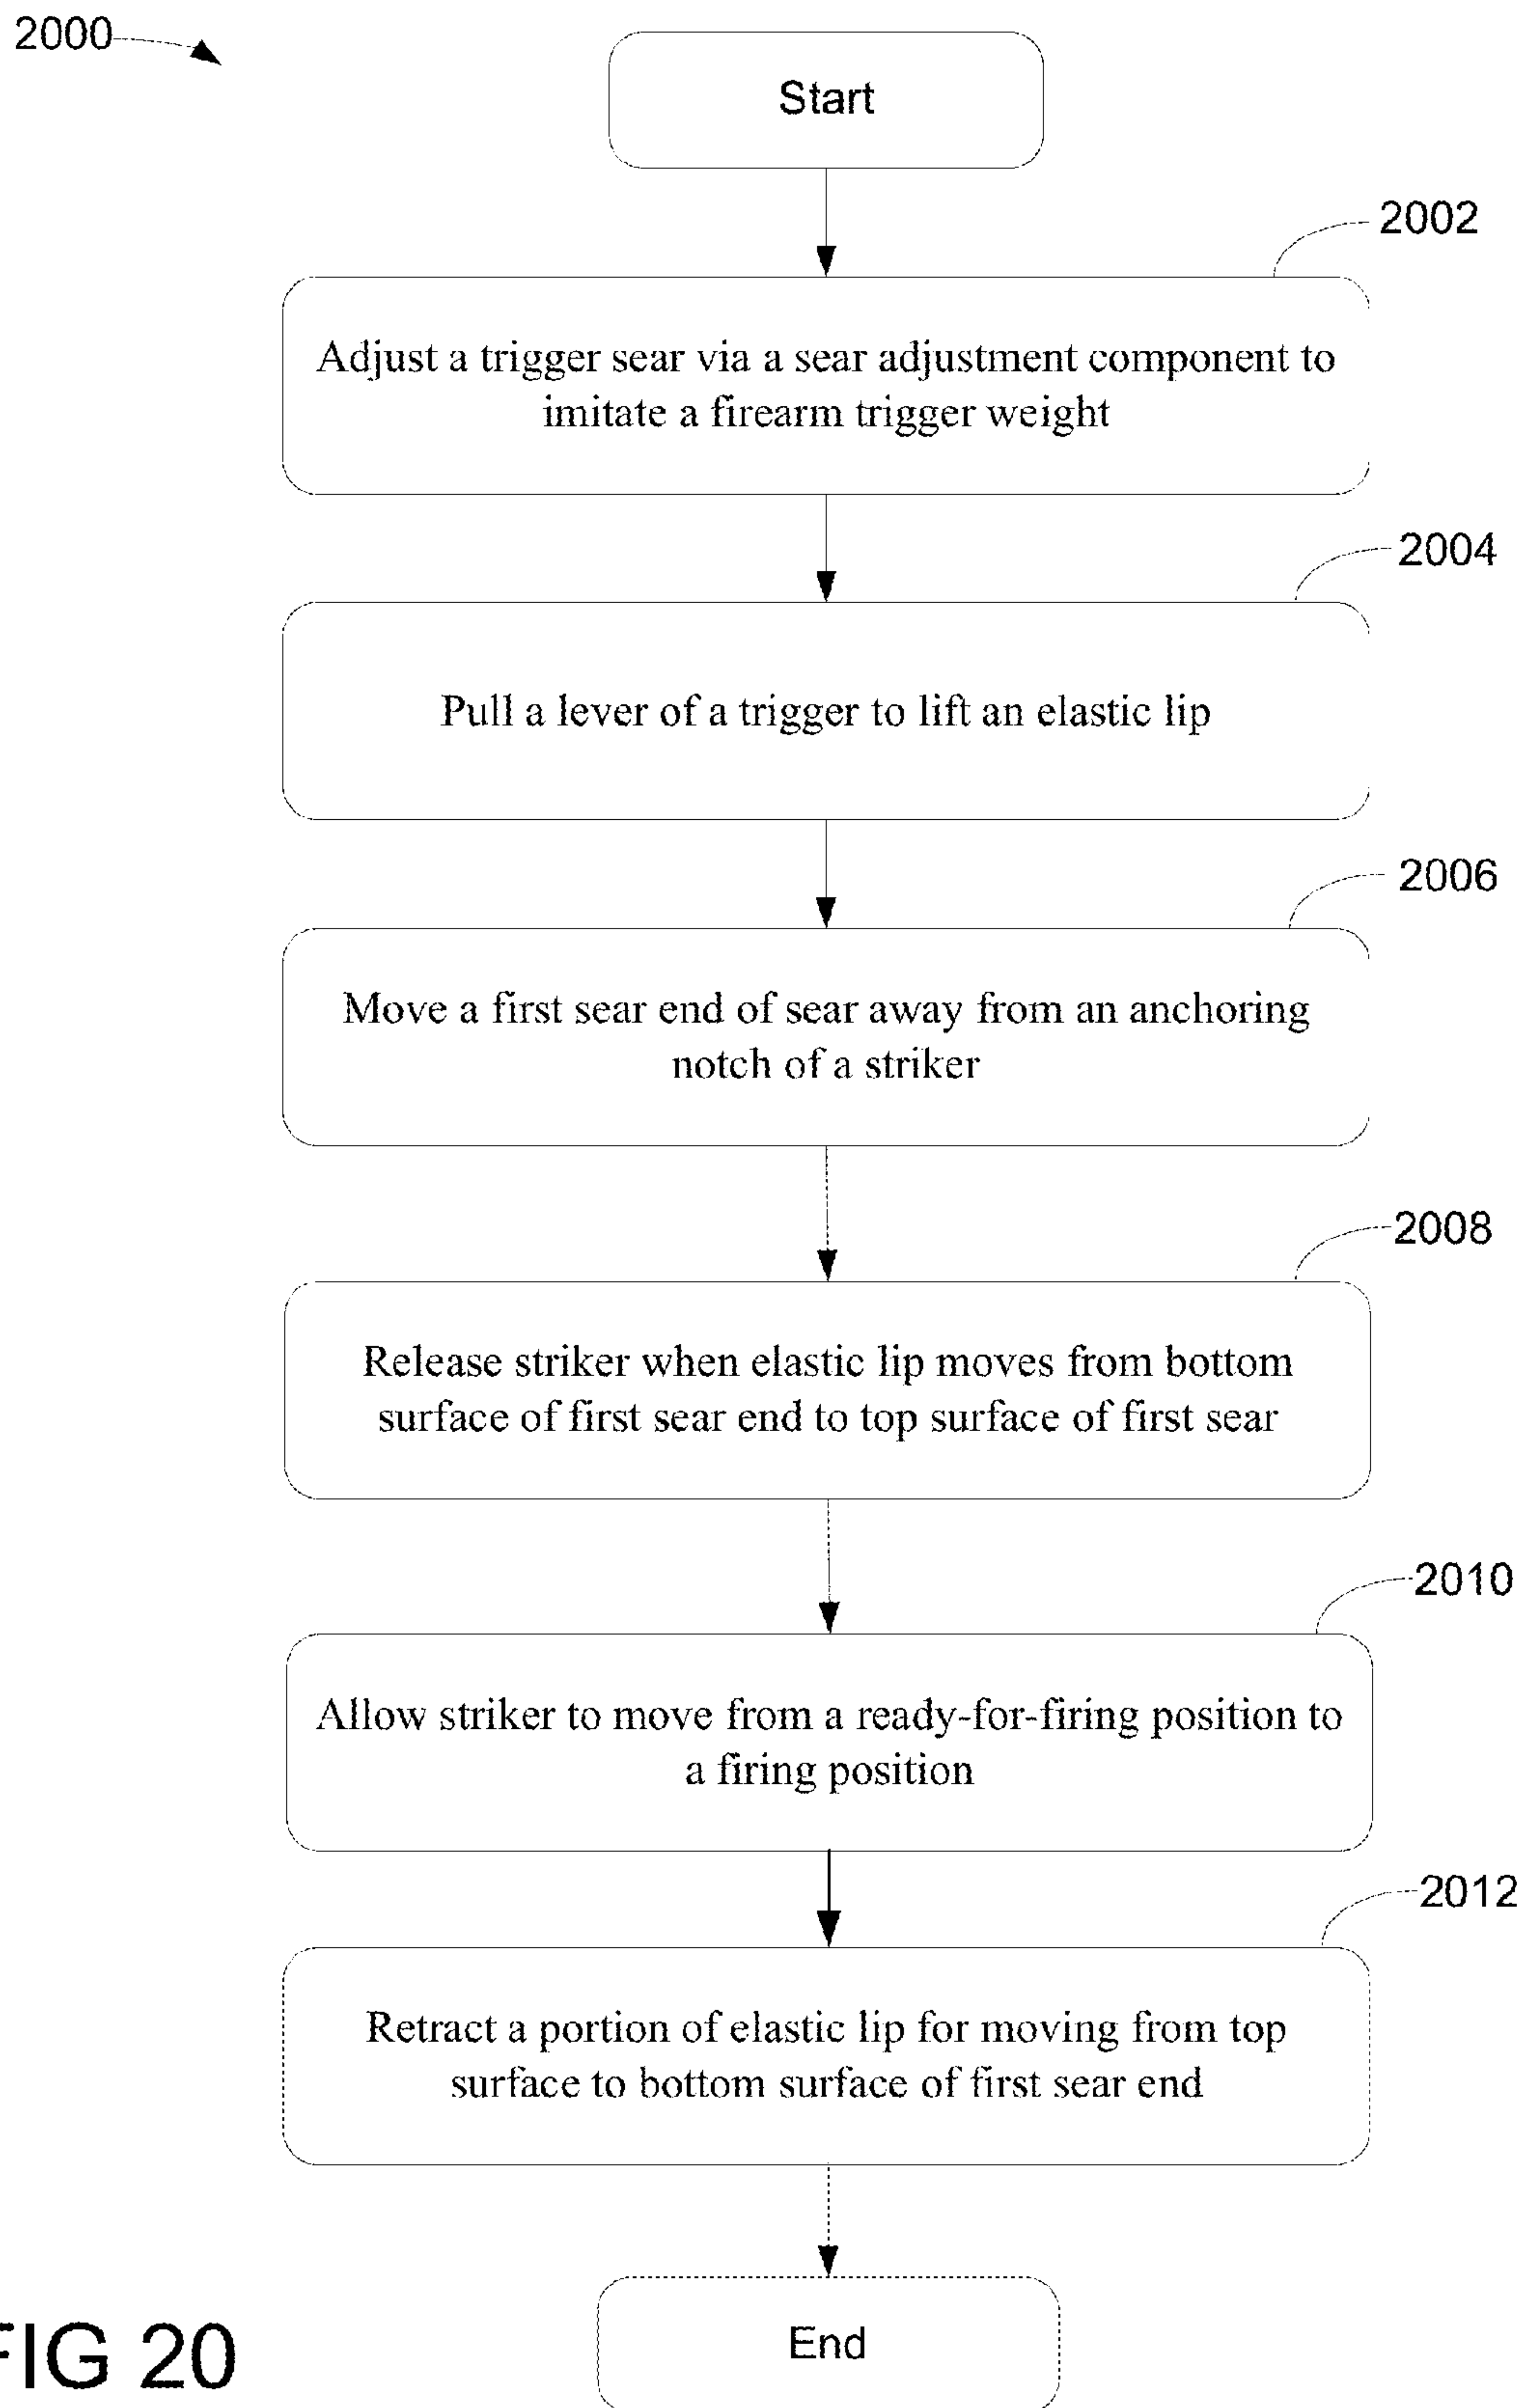 2000
Start
2002
Adjust a trigger sear via a sear adjustment component to
imitate a firearm trigger weight
2004
Pull a lever of a trigger to lift an elastic lip
2006
Move a first sear end of sear away from an anchoring
notch of a striker
2008
Release striker when elastic lip moves from bottom
surface of first sear end to top surface of first sear
2010
Allow striker to move from a ready-for-firing position to
a firing position
2012
Retract a portion of elastic lip for moving from top
surface to bottom surface of first sear end
End
FIG 20